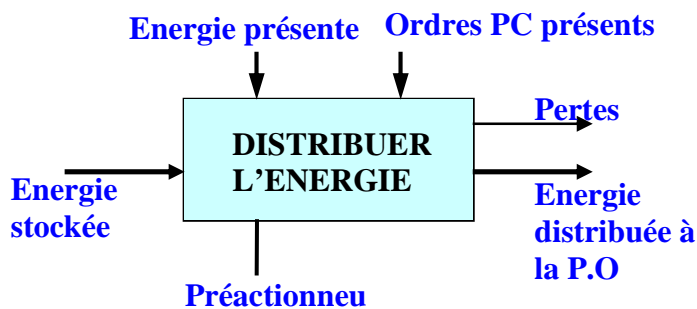 Energie présente
Ordres PC présents
Pertes
DISTRIBUER
L’ENERGIE
Energie
stockée
Energie
distribuée à
la P.O
Préactionneu